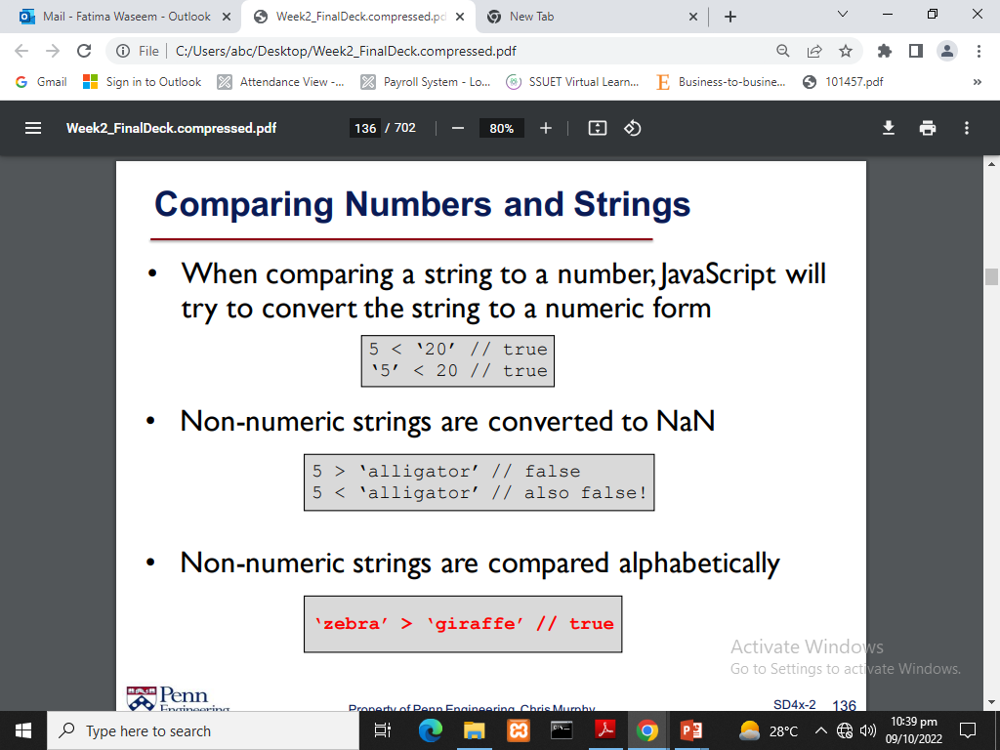 Mail - Fatima Waseem - Outlook
Week2_FinalDeck.compressed.pd
New Tab
File
C:/Users/abc/Desktop/Week2_FinalDeck.compressed.pdf
Gmail
Sign in to Outlook
Attendance View -...
Payroll System - Lo...
SSUET Virtual Learn...
Business-to-busine...
101457.pdf
»
Week2_FinalDeck.compressed.pdf
136 / 702
80%
Comparing Numbers and Strings
• When comparing a string to a number, JavaScript will
try to convert the string to a numeric form
5 < ‘20’ // true
‘5’ < 20 // true
• Non-numeric strings are converted to NaN
5 > ‘alligator’ // false
5 < ‘alligator’ // also false!
• Non-numeric strings are compared alphabetically
‘zebra’ > ‘giraffe’ // true
Activate Windows
Go to Settings to activate Windows.
Penn
Engineering
Property of Penn Engineering, Chris Murphy
SD4x-2 136
Type here to search
28°C
10:39 pm
09/10/2022